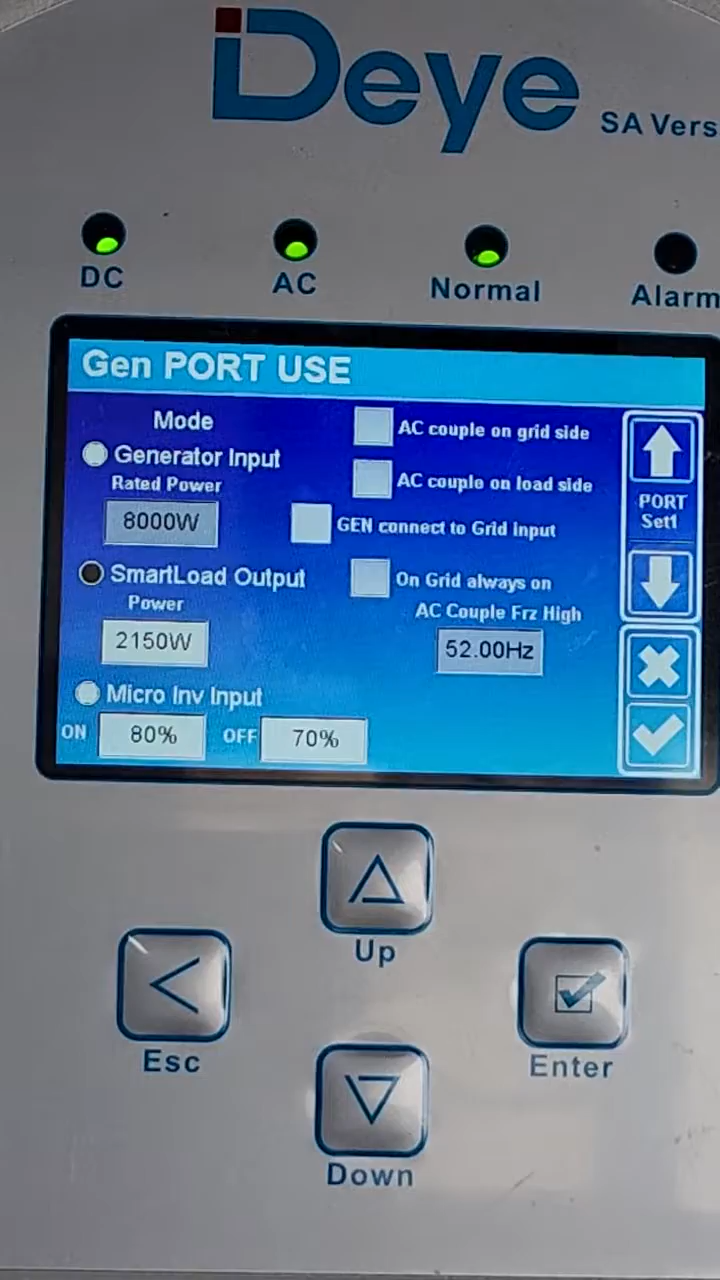 Deye
SA Vers
DC
AC
Normal
Alarm
Gen PORT USE
Mode
Generator Input
Rated Power
8000W
SmartLoad Output
Power
2150W
Micro Inv Input
ON 80% OFF 70%
AC couple on grid side
AC couple on load side
GEN connect to Grid input
On Grid always on
AC Couple Frz High
52.00Hz
PORT
Set1
Up
Esc
Enter
Down